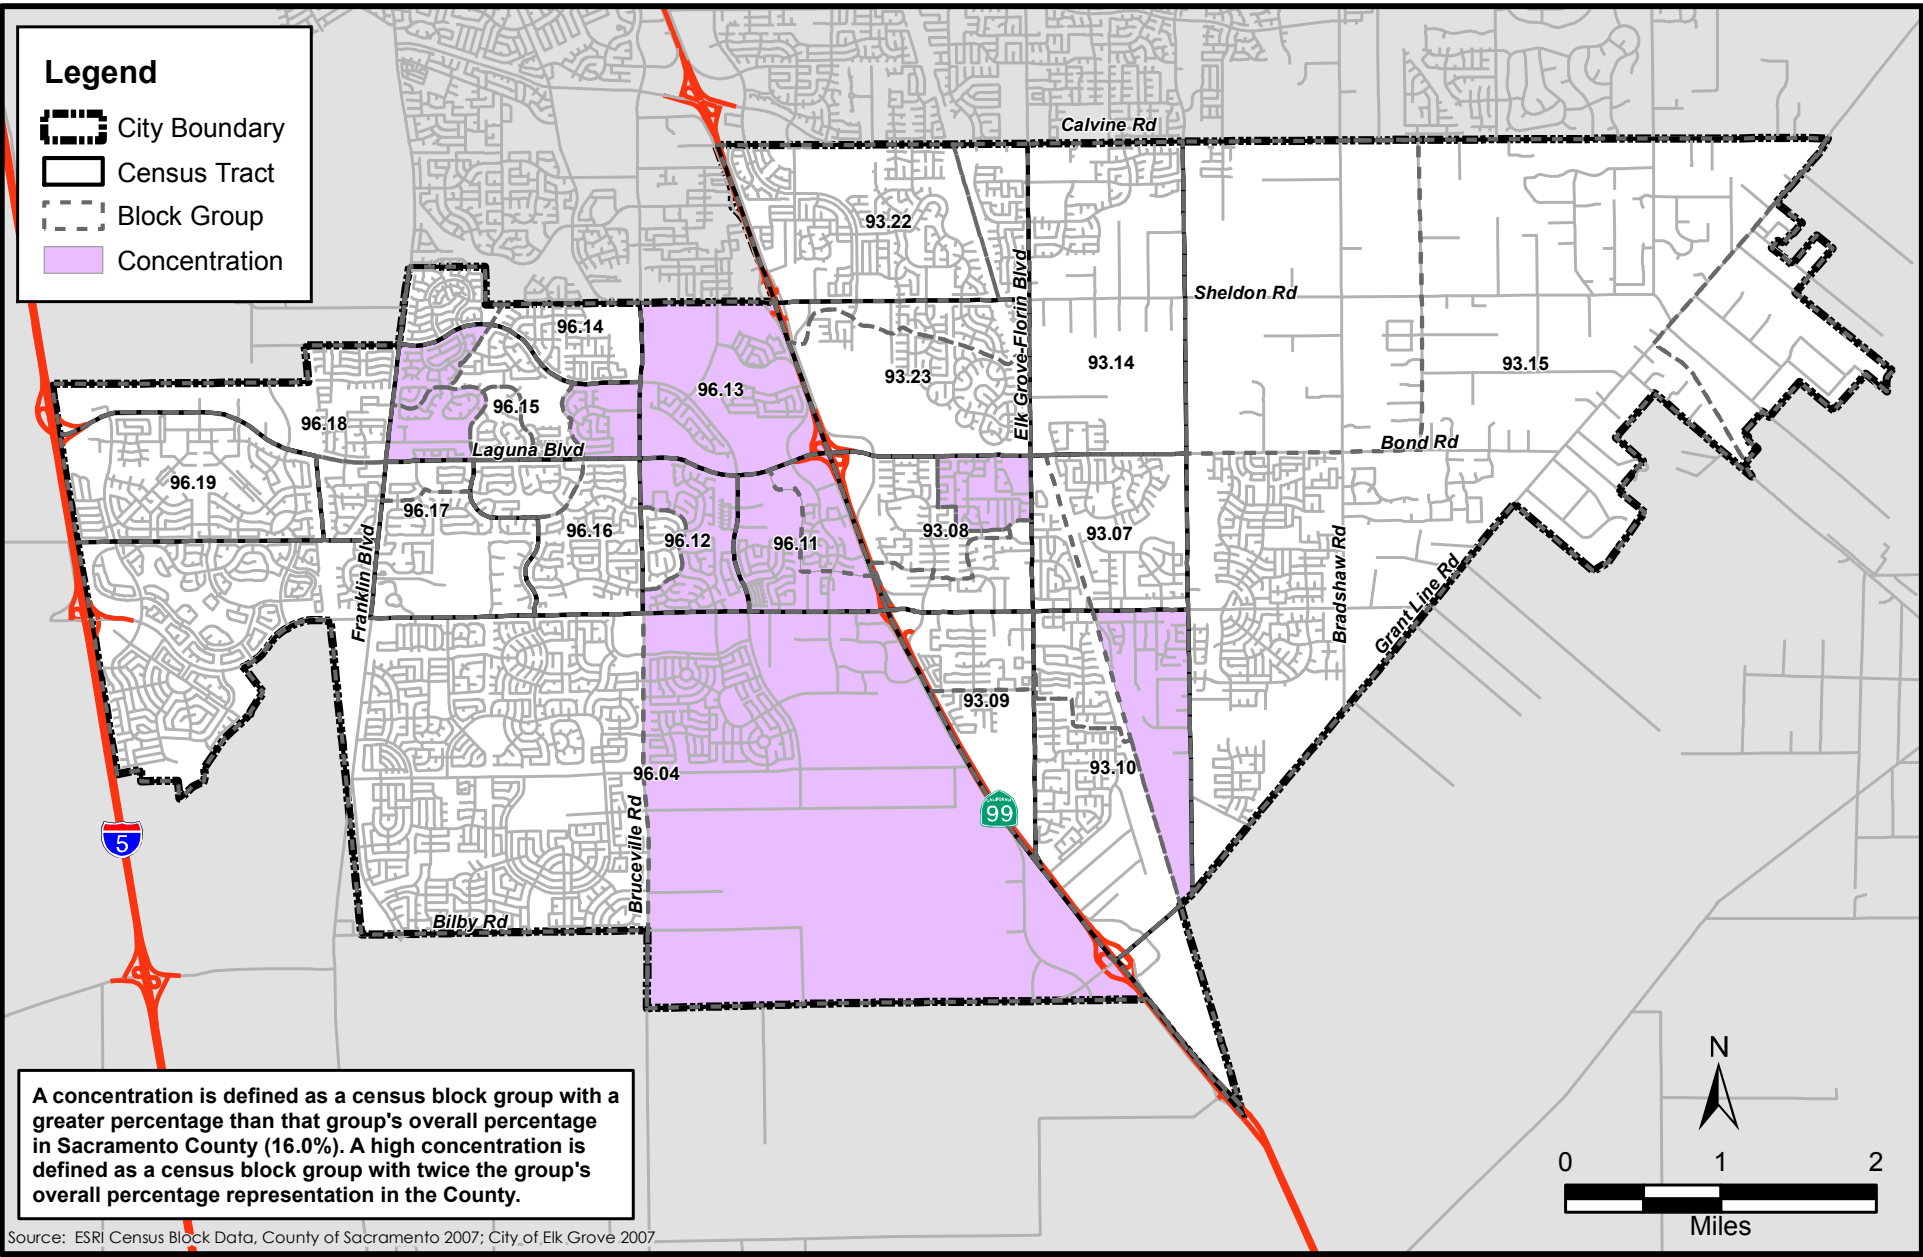 Legend
City Boundary
Census Tract
Block Group
Concentration
Calvine Rd
93.22
Elk Grove-Florin Blvd
Sheldon Rd
96.14
93.23
93.14
93.15
96.13
96.15
96.18
Laguna Blvd
Bond Rd
96.19
96.17
96.16
96.12
96.11
93.08
93.07
Franklin Blvd
Bradshaw Rd
Grant Line Rd
93.09
96.04
93.10
Bruceville Rd
CALIFORNIA
99
5
Bilby Rd
A concentration is defined as a census block group with a
greater percentage than that group's overall percentage
in Sacramento County (16.0%). A high concentration is
defined as a census block group with twice the group's
overall percentage representation in the County.
N
0 1 2
Miles
Source: ESRI Census Block Data, County of Sacramento 2007; City of Elk Grove 2007